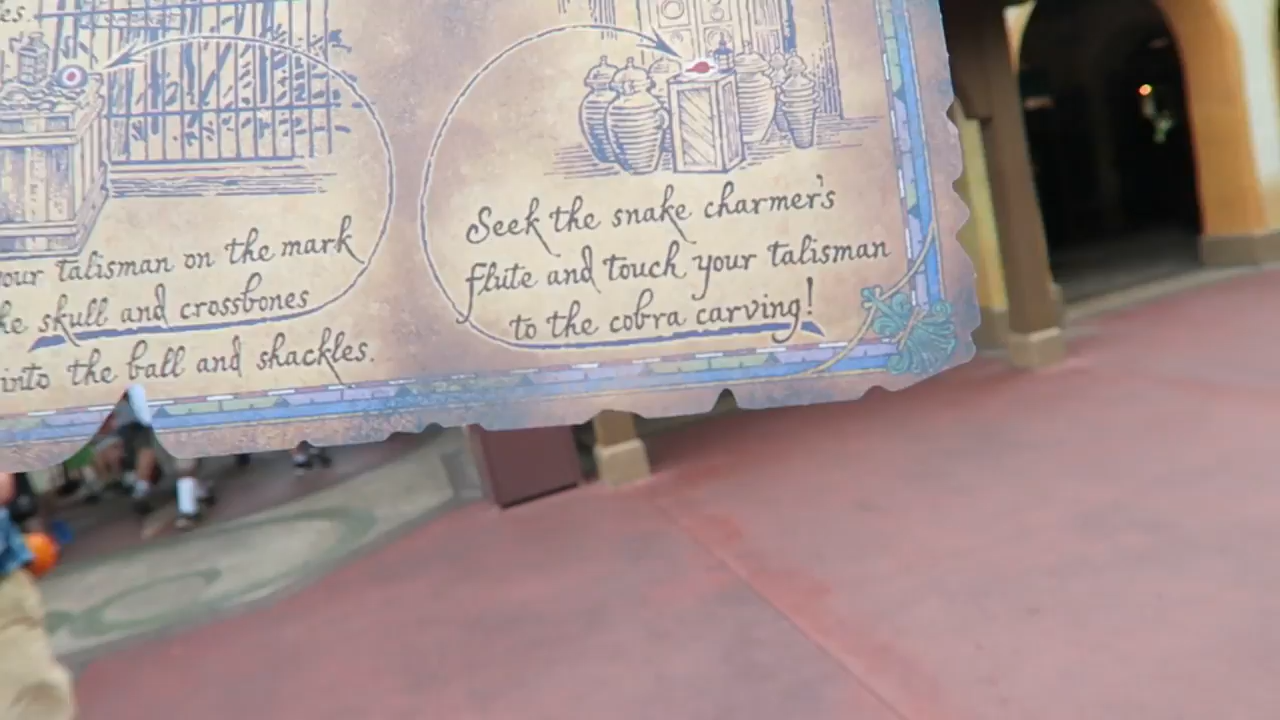 es.
your talisman on the mark
he skull and crossbones
into the ball and shackles.
Seek the snake charmer's
flute and touch your talisman
to the cobra carving!